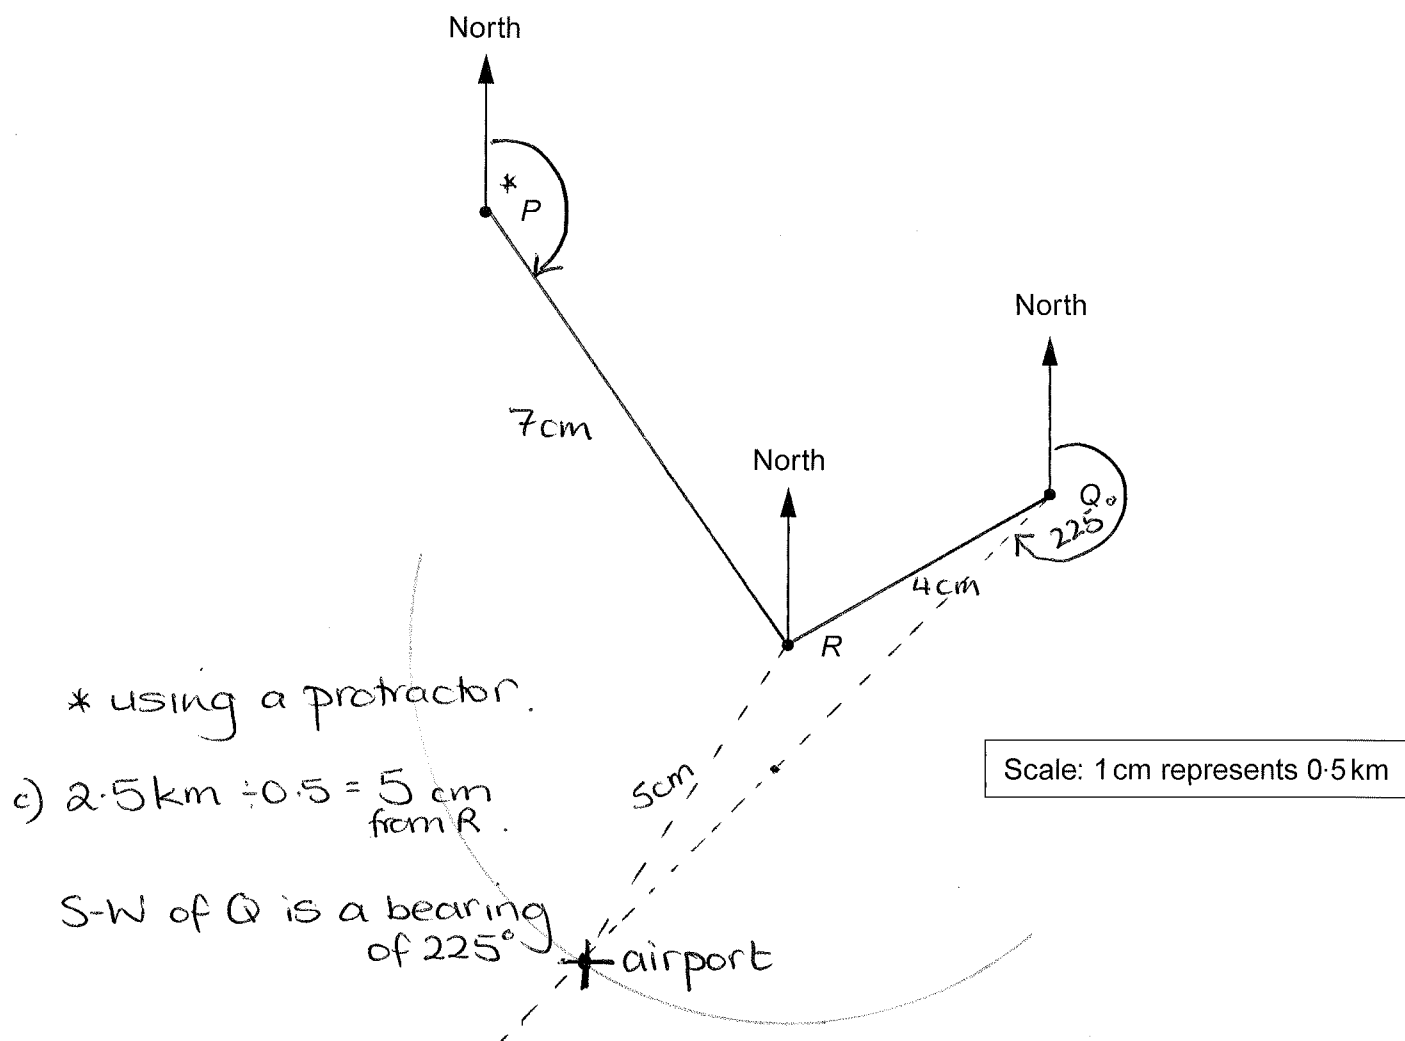 North
*
P
North
7cm
North
Q
225°
4cm
R
* using a protractor.
5cm
Scale: 1 cm represents 0·5 km
c) 2·5km ÷0·5 = 5 cm
from R.
S-W of Q is a bearing
of 225°
airport